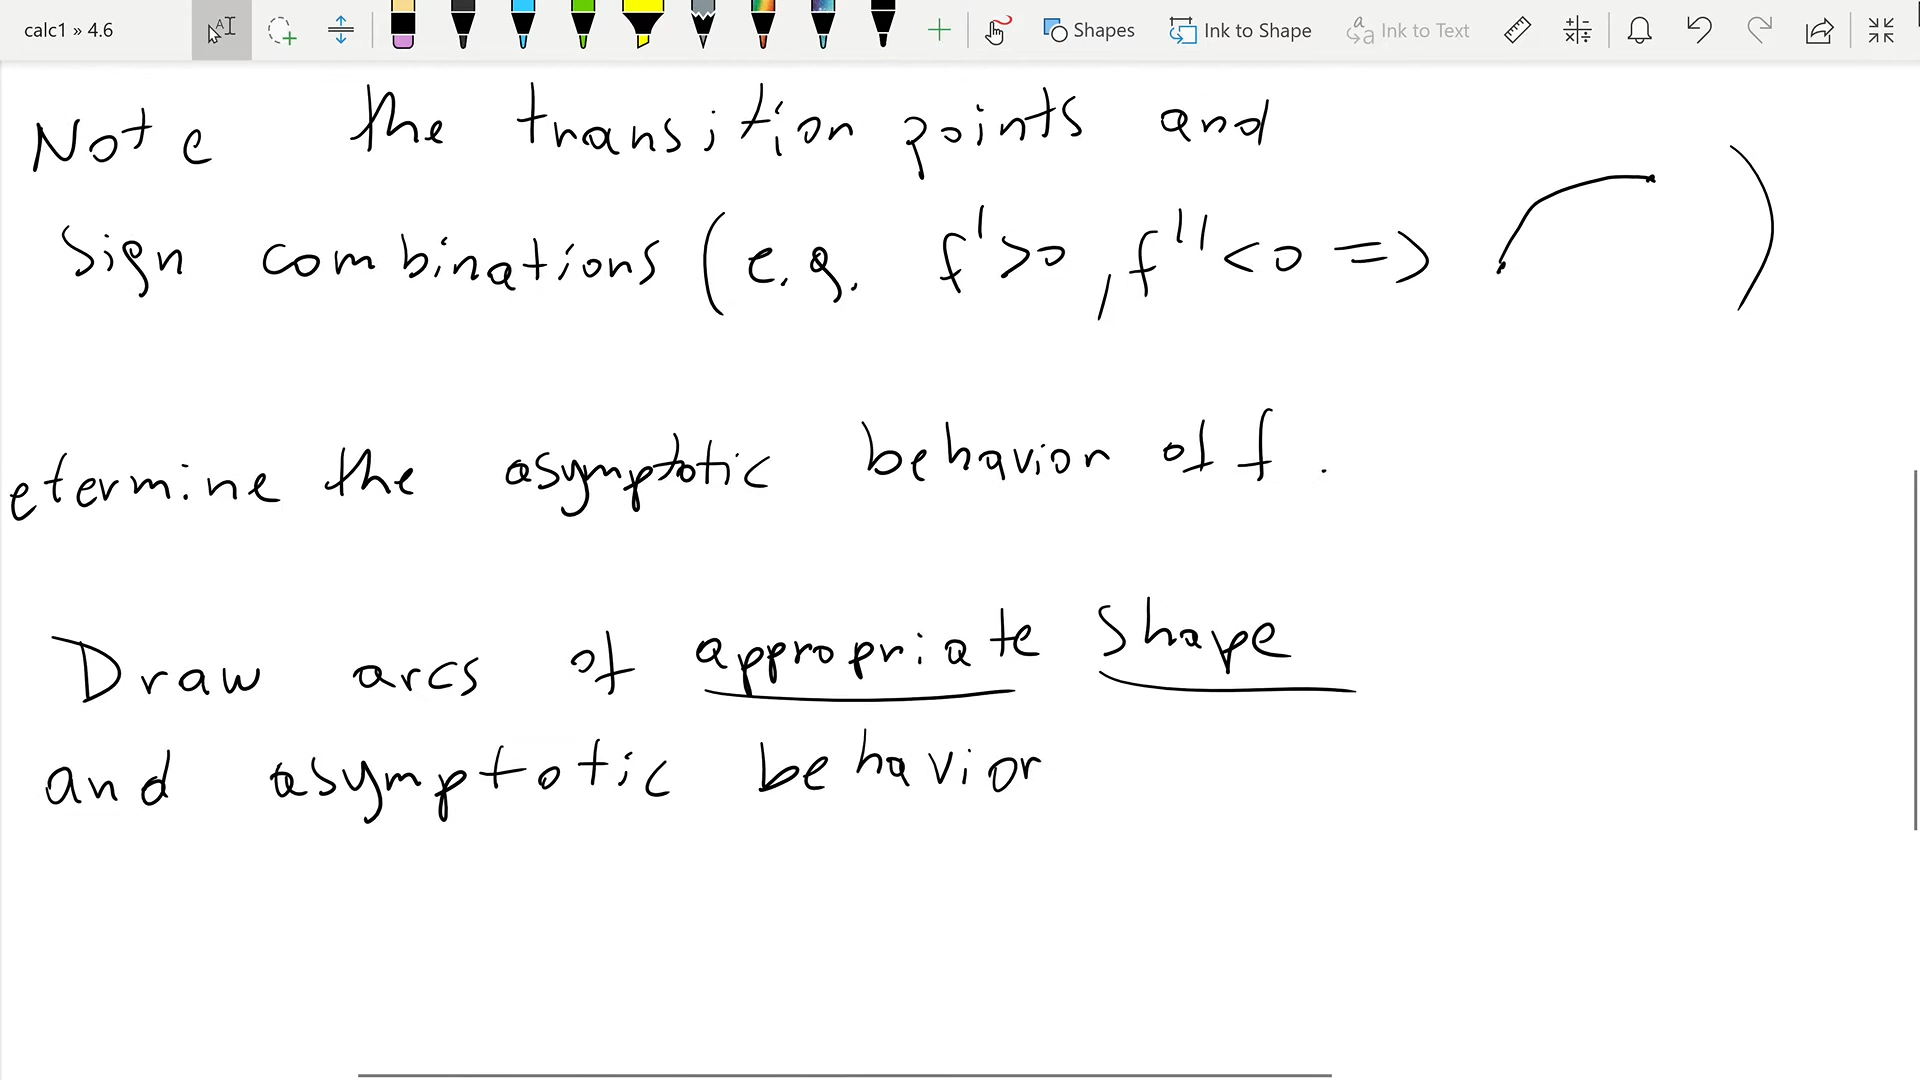 calc1 » 4.6
Shapes
Ink to Shape
Ink to Text
Note the transition points and
Sign combinations (e.g. f'>0, f''<0 => )
etermine the asymptotic behavior of f.
Draw arcs of appropriate shape
and asymptotic behavior